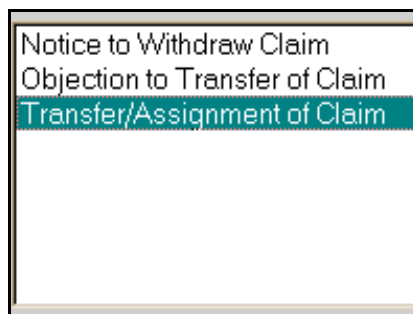 Notice to Withdraw Claim
Objection to Transfer of Claim
Transfer/Assignment of Claim